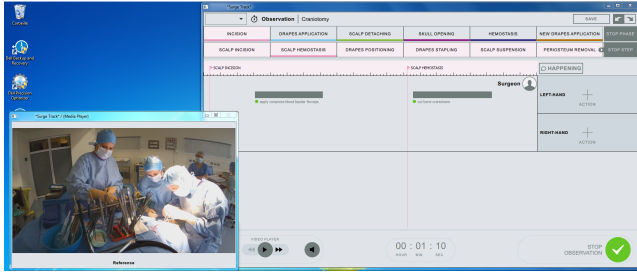 Corbeille
Dell Backup and
Recovery
Dell Precision
Optimizer
"Surge Track"
Observation | Craniotomy
SAVE
INCISION
DRAPES APPLICATION
SCALP DETACHING
SKULL OPENING
HEMOSTASIS
NEW DRAPES APPLICATION
STOP PHASE
SCALP INCISION
SCALP HEMOSTASIS
DRAPES POSITIONING
DRAPES STAPLING
SCALP SUSPENSION
PERIOSTEUM REMOVAL
STOP STEP
SCALP INCISION
SCALP HEMOSTASIS
HAPPENING
Surgeon
LEFT-HAND
ACTION
RIGHT-HAND
ACTION
"Surge Track" / (Media Player)
Reference
VIDEO PLAYER
00 : 01 : 10
HOUR MIN SEC
STOP
OBSERVATION